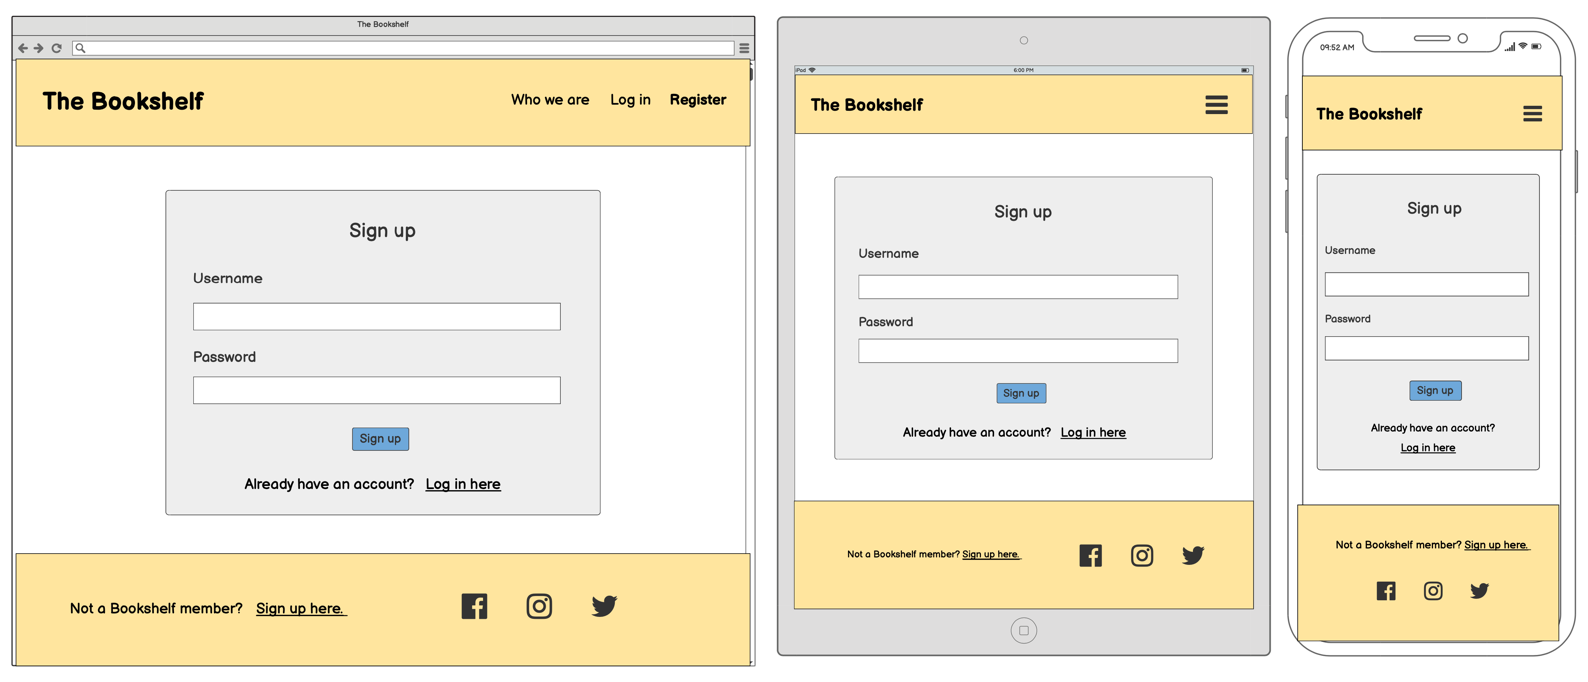 The Bookshelf
The Bookshelf
Who we are Log in Register
Sign up
Username
Password
Sign up
Already have an account? Log in here
Not a Bookshelf member? Sign up here.
iPad 6:00 PM
The Bookshelf
Sign up
Username
Password
Sign up
Already have an account? Log in here
Not a Bookshelf member? Sign up here.
09:52 AM
The Bookshelf
Sign up
Username
Password
Sign up
Already have an account?
Log in here
Not a Bookshelf member? Sign up here.